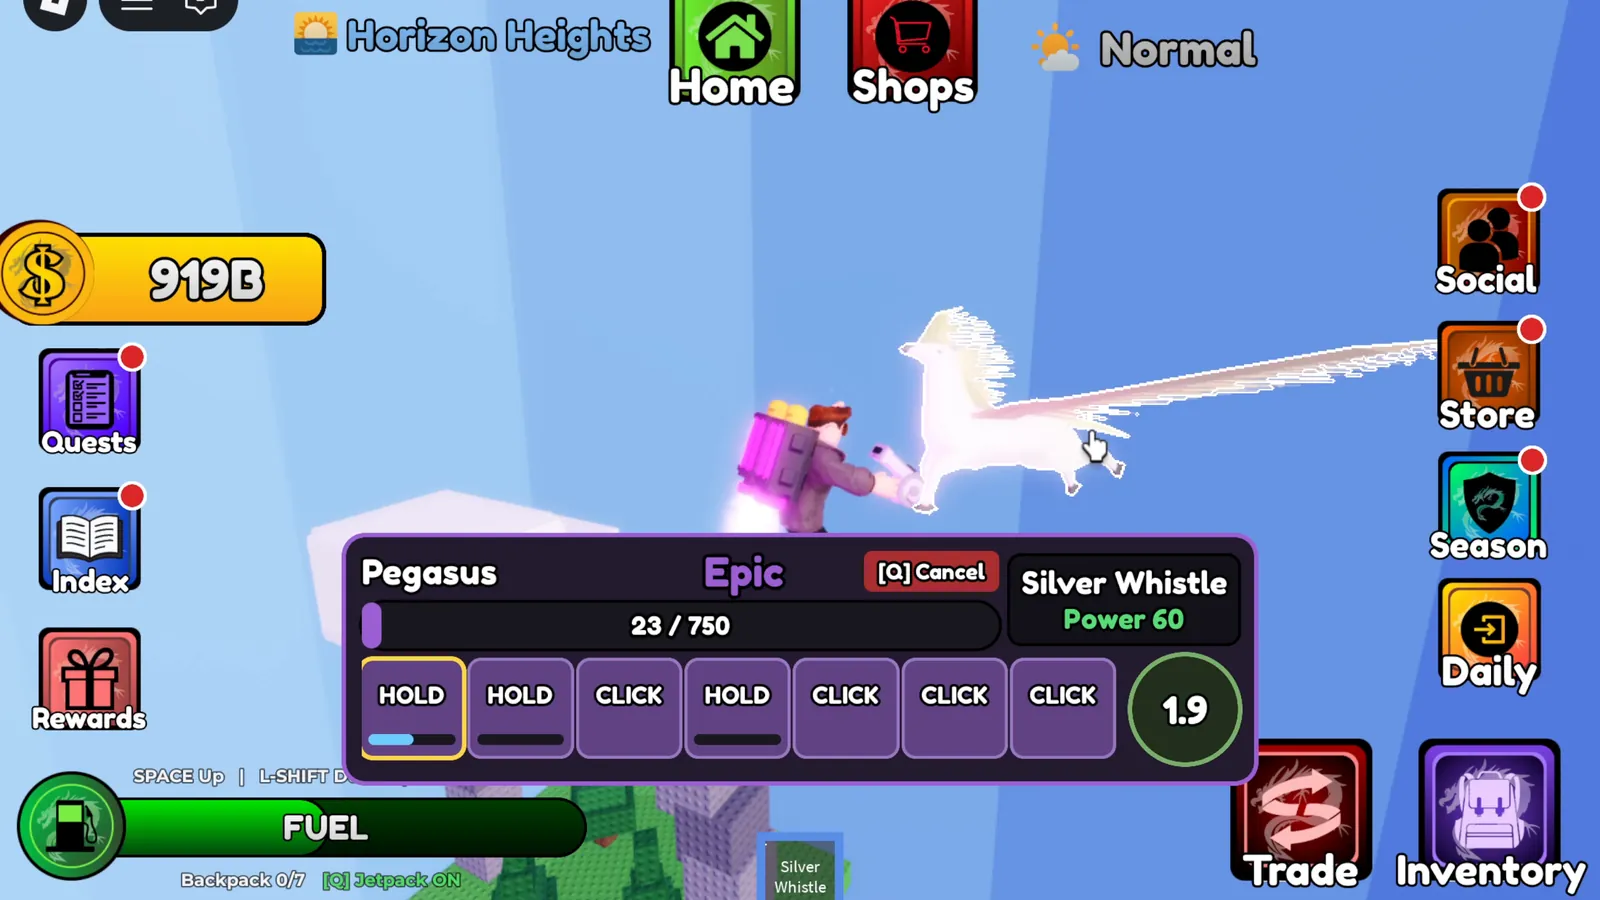 Horizon Heights
Home
Shops
Normal
919B
Social
Quests
Store
Index
Season
Pegasus
Epic
[Q] Cancel
Silver Whistle
Power 60
23 / 750
HOLD
HOLD
CLICK
HOLD
CLICK
CLICK
CLICK
1.9
Daily
Rewards
SPACE Up | L-SHIFT D
FUEL
Backpack 0/7 [Q] Jetpack ON
Silver
Whistle
Trade
Inventory